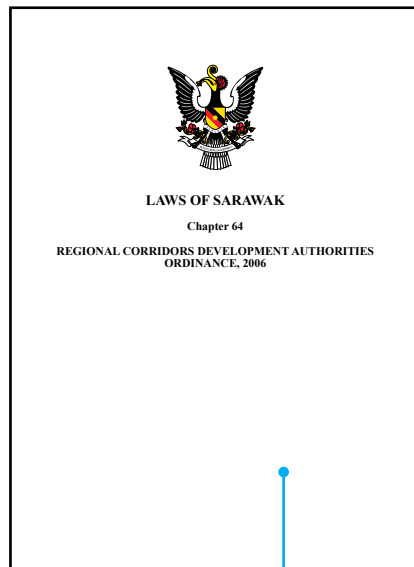 LAWS OF SARAWAK
Chapter 64
REGIONAL CORRIDORS DEVELOPMENT AUTHORITIES
ORDINANCE, 2006